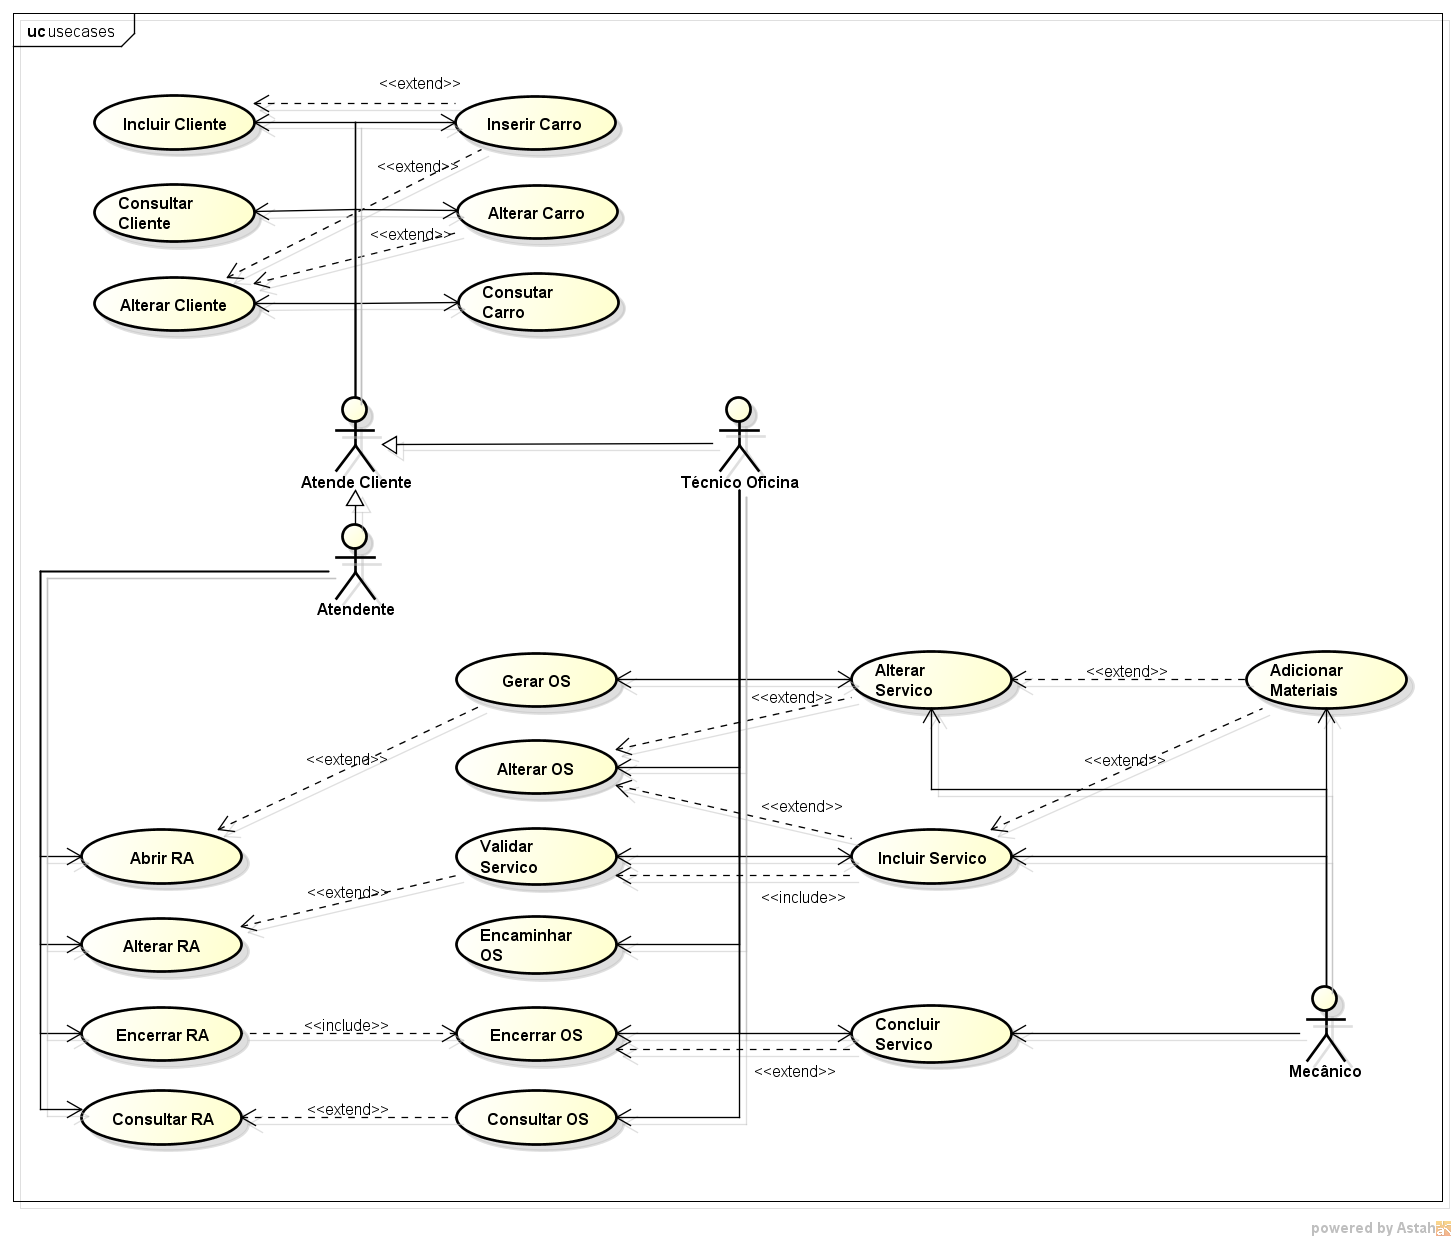 uc usecases
<<extend>>
Incluir Cliente
Inserir Carro
<<extend>>
Consultar
Cliente
Alterar Carro
<<extend>>
Alterar Cliente
Consutar
Carro
Atende Cliente
Técnico Oficina
Atendente
Gerar OS
Alterar
Servico
<<extend>>
Adicionar
Materiais
<<extend>>
<<extend>>
Alterar OS
<<extend>>
<<extend>>
Abrir RA
Validar
Servico
Incluir Servico
<<extend>>
<<include>>
Alterar RA
Encaminhar
OS
Encerrar RA
<<include>>
Encerrar OS
Concluir
Servico
<<extend>>
Mecânico
Consultar RA
<<extend>>
Consultar OS
powered by Astah